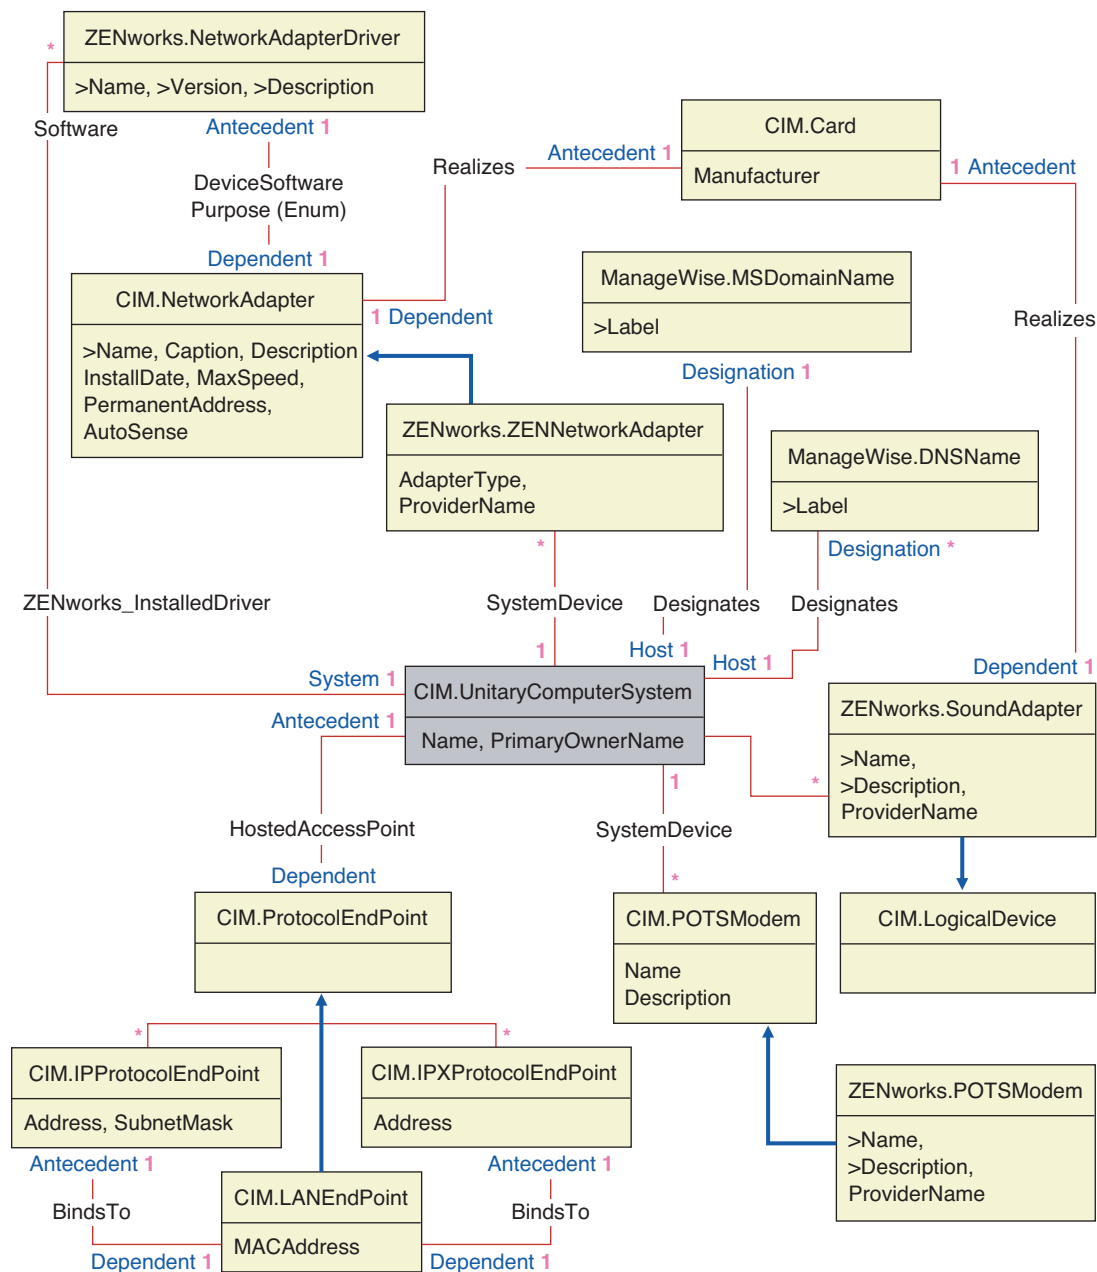 ZENworks.NetworkAdapterDriver
>Name, >Version, >Description
*
Software
Antecedent 1
DeviceSoftware
Purpose (Enum)
Dependent 1
CIM.Card
Manufacturer
Antecedent 1
1 Antecedent
Realizes
Realizes
CIM.NetworkAdapter
>Name, Caption, Description
InstallDate, MaxSpeed,
PermanentAddress,
AutoSense
1 Dependent
ManageWise.MSDomainName
>Label
Designation 1
ZENworks.ZENNetworkAdapter
AdapterType,
ProviderName
*
ManageWise.DNSName
>Label
Designation *
ZENworks_InstalledDriver
SystemDevice
Designates
Designates
1
Host 1
Host 1
Dependent 1
System 1
Antecedent 1
CIM.UnitaryComputerSystem
Name, PrimaryOwnerName
1
*
ZENworks.SoundAdapter
>Name,
>Description,
ProviderName
HostedAccessPoint
Dependent
SystemDevice
*
CIM.ProtocolEndPoint
CIM.POTSModem
Name
Description
CIM.LogicalDevice
*
*
CIM.IPProtocolEndPoint
Address, SubnetMask
CIM.IPXProtocolEndPoint
Address
ZENworks.POTSModem
>Name,
>Description,
ProviderName
Antecedent 1
Antecedent 1
BindsTo
BindsTo
CIM.LANEndPoint
MACAddress
Dependent 1
Dependent 1